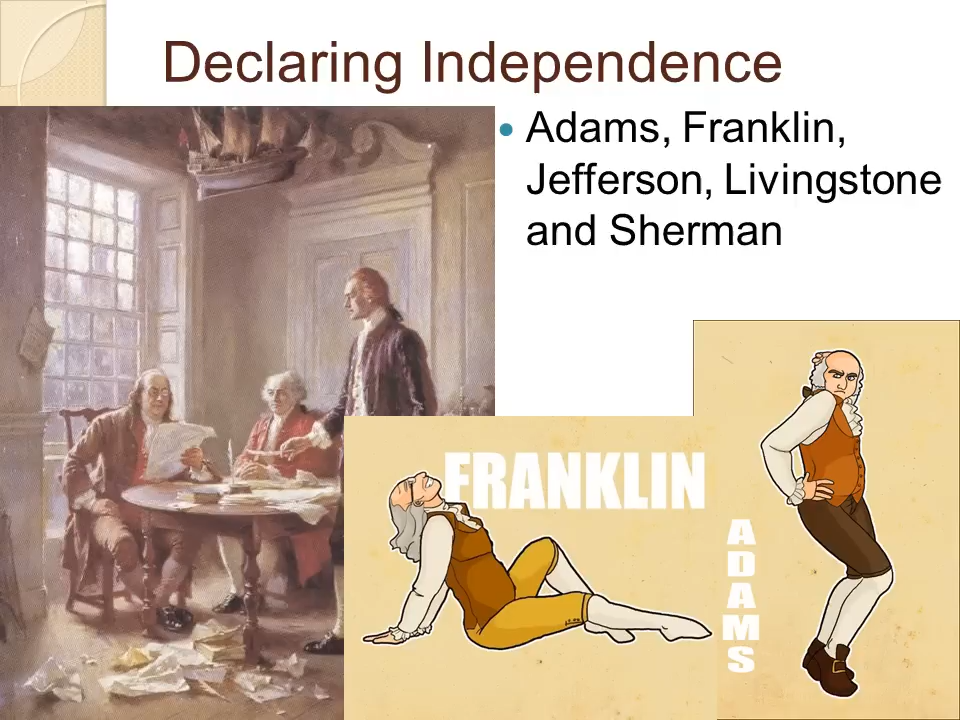 Declaring Independence
Adams, Franklin,
Jefferson, Livingstone
and Sherman
FRANKLIN
ADAMS